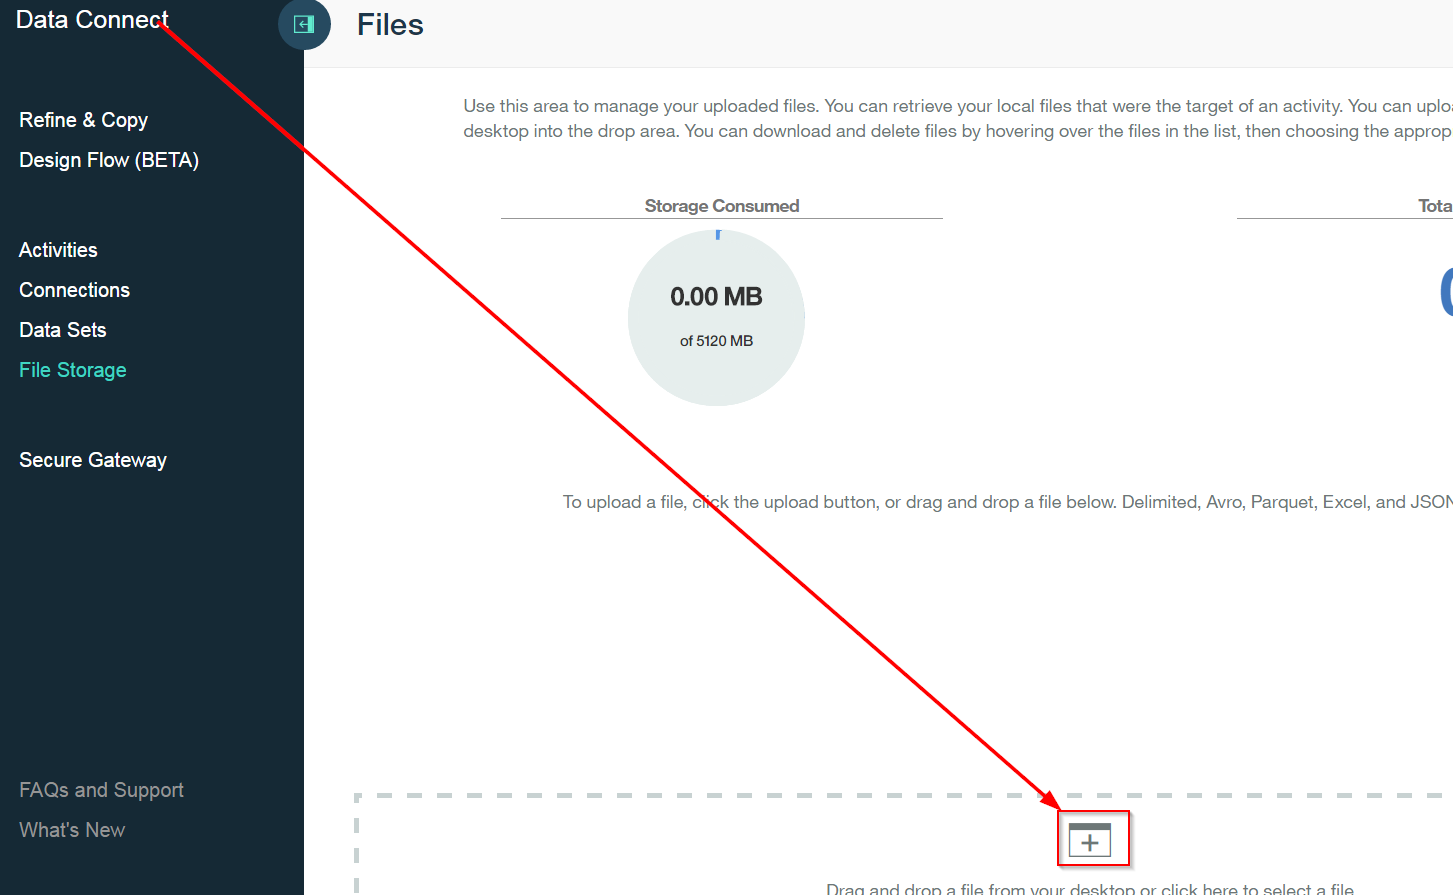 Data Connect
Files
Refine & Copy
Design Flow (BETA)
Activities
Connections
Data Sets
File Storage
Secure Gateway
FAQs and Support
What's New
Use this area to manage your uploaded files. You can retrieve your local files that were the target of an activity. You can uplo
desktop into the drop area. You can download and delete files by hovering over the files in the list, then choosing the approp
Storage Consumed
Tota
0.00 MB
of 5120 MB
To upload a file, click the upload button, or drag and drop a file below. Delimited, Avro, Parquet, Excel, and JSON
Drag and drop a file from your desktop or click here to select a file